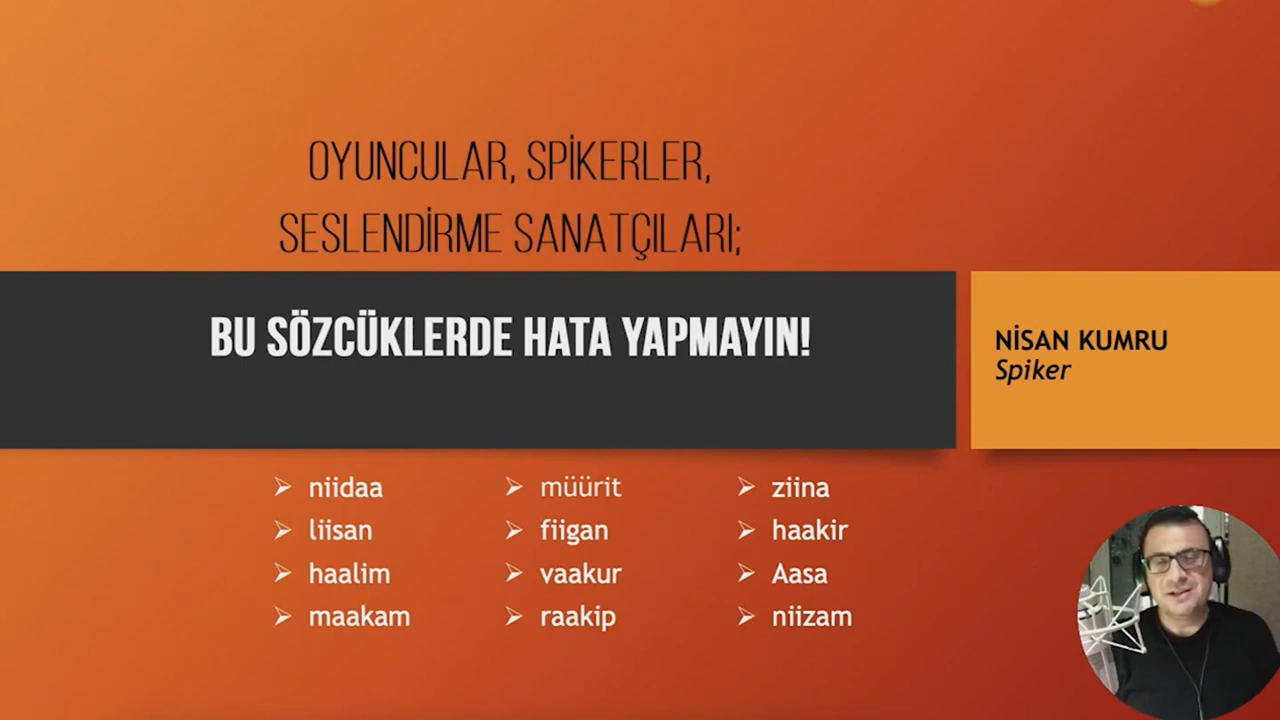 OYUNCULAR, SPİKERLER,
SESLENDİRME SANATÇILARI;
BU SÖZCÜKLERDE HATA YAPMAYIN!
NİSAN KUMRU
Spiker
niidaa
liisan
haalim
maakam
müürit
fiigan
vaakur
raakip
ziina
haakir
Aasa
niizam